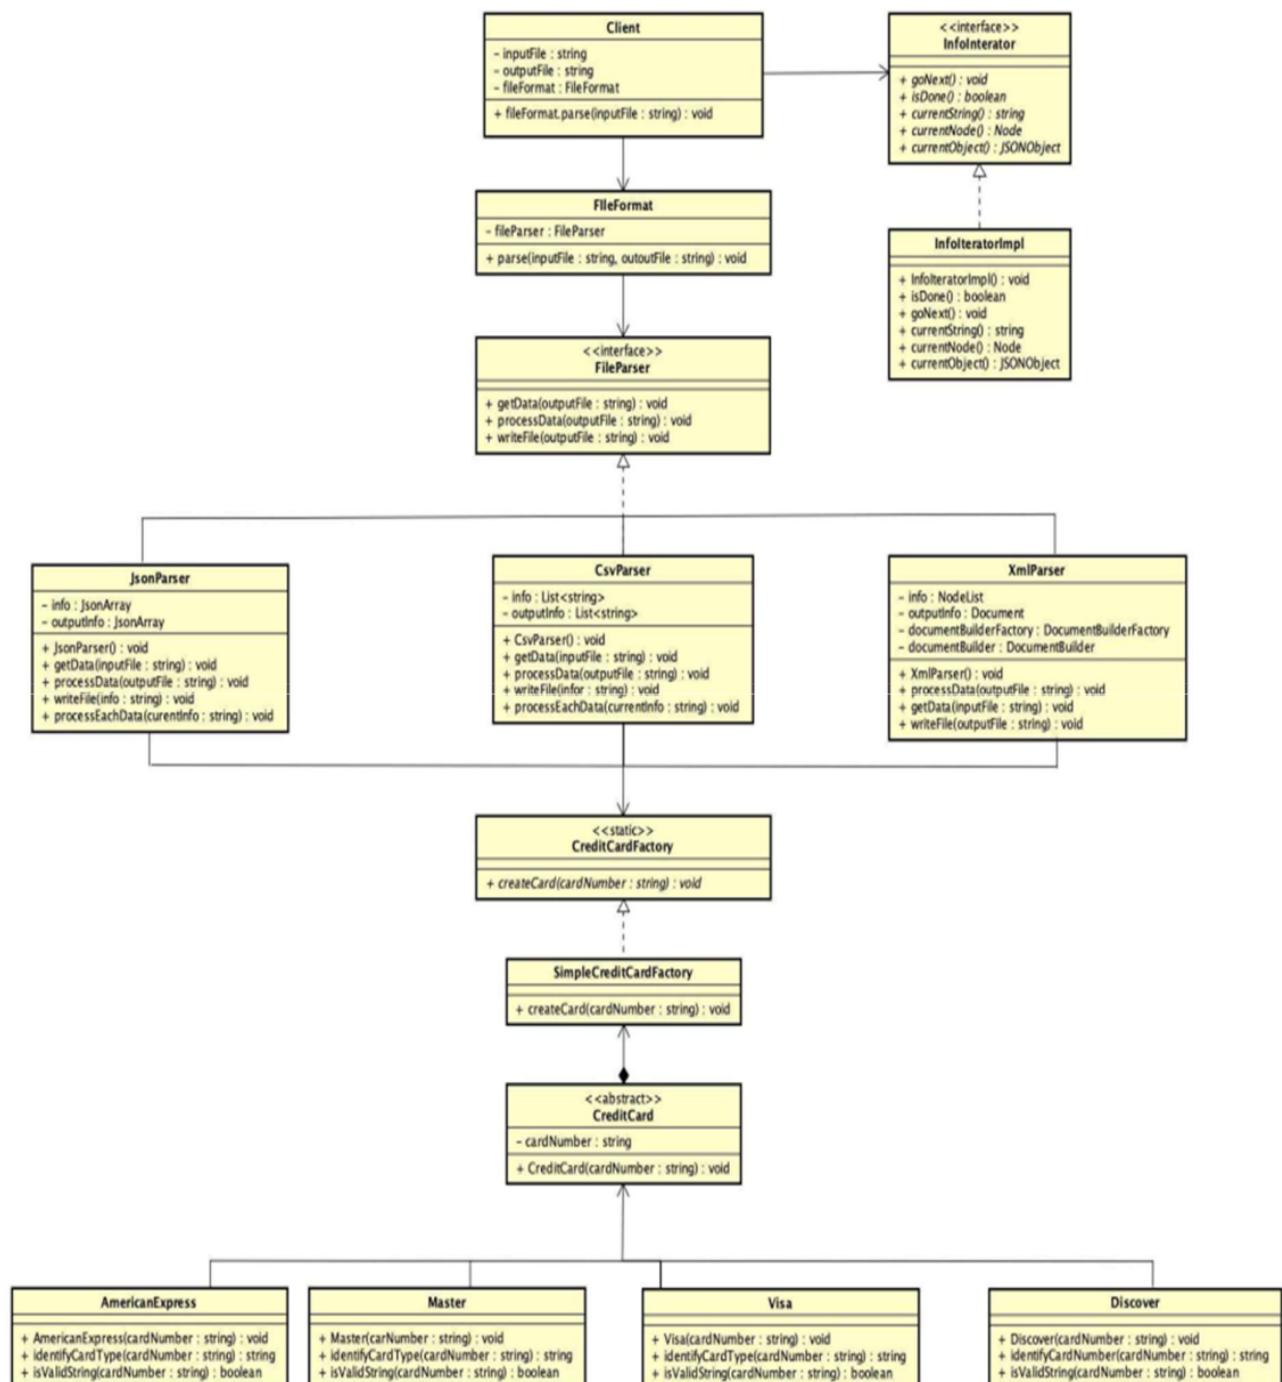 Client
- inputFile : string
- outputFile : string
- fileFormat : FileFormat
+ fileFormat.parse(inputFile : string) : void
<<interface>>
InfoInterator
+ goNext() : void
+ isDone() : boolean
+ currentString() : string
+ currentNode() : Node
+ currentObject() : JSONObject
FIleFormat
- fileParser : FileParser
+ parse(inputFile : string, outoutFile : string) : void
InfoIteratorImpl
+ InfoIteratorImpl() : void
+ isDone() : boolean
+ goNext() : void
+ currentString() : string
+ currentNode() : Node
+ currentObject() : JSONObject
<<interface>>
FileParser
+ getData(outputFile : string) : void
+ processData(outputFile : string) : void
+ writeFile(outputFile : string) : void
JsonParser
- info : JsonArray
- outputInfo : JsonArray
+ JsonParser() : void
+ getData(inputFile : string) : void
+ processData(outputFile : string) : void
+ writeFile(info : string) : void
+ processEachData(curentInfo : string) : void
CsvParser
- info : List<string>
- outputInfo : List<string>
+ CsvParser() : void
+ getData(inputFile : string) : void
+ processData(outputFile : string) : void
+ writeFile(infor : string) : void
+ processEachData(currentInfo : string) : void
XmlParser
- info : NodeList
- outputInfo : Document
- documentBuilderFactory : DocumentBuilderFactory
- documentBuilder : DocumentBuilder
+ XmlParser() : void
+ processData(outputFile : string) : void
+ getData(inputFile : string) : void
+ writeFile(outputFile : string) : void
<<static>>
CreditCardFactory
+ createCard(cardNumber : string) : void
SimpleCreditCardFactory
+ createCard(cardNumber : string) : void
<<abstract>>
CreditCard
- cardNumber : string
+ CreditCard(cardNumber : string) : void
AmericanExpress
+ AmericanExpress(cardNumber : string) : void
+ identifyCardType(cardNumber : string) : string
+ isValidString(cardNumber : string) : boolean
Master
+ Master(carNumber : string) : void
+ identifyCardType(cardNumber : string) : string
+ isValidString(cardNumber : string) : boolean
Visa
+ Visa(cardNumber : string) : void
+ identifyCardType(cardNumber : string) : string
+ isValidString(cardNumber : string) : boolean
Discover
+ Discover(cardNumber : string) : void
+ identifyCardNumber(cardNumber : string) : string
+ isValidString(cardNumber : string) : boolean